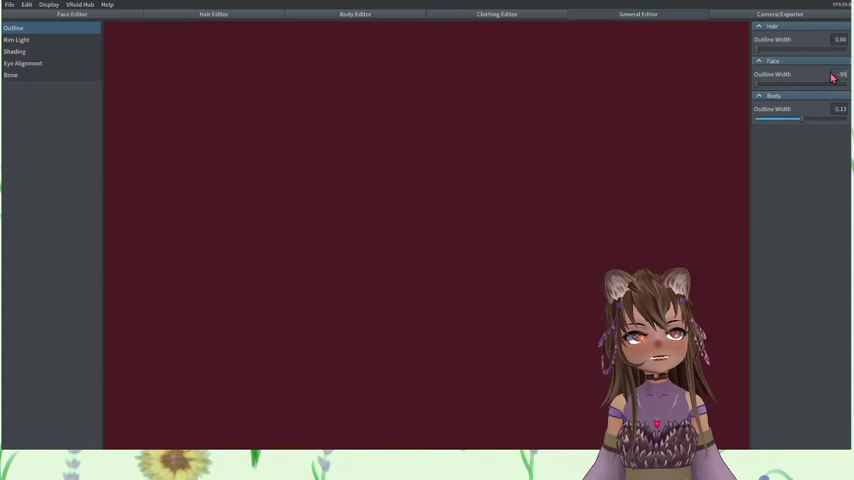 File Edit Display VRoid Hub Help
Face Editor Hair Editor Body Editor Clothing Editor General Editor Camera/Exporter
Outline
Rim Light
Shading
Eye Alignment
Bone
Hair
Outline Width 0.00
Face
Outline Width -99
Body
Outline Width 0.13